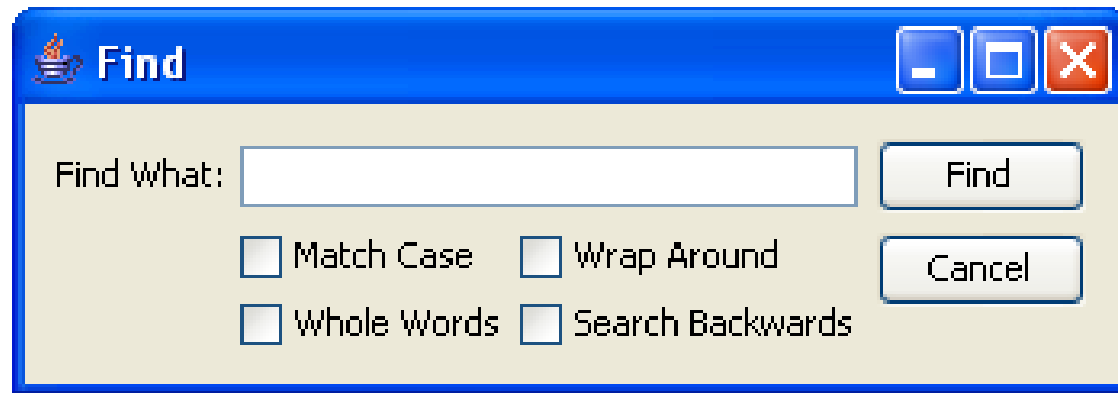 Find
Find What: Find
Match Case Wrap Around Cancel
Whole Words Search Backwards